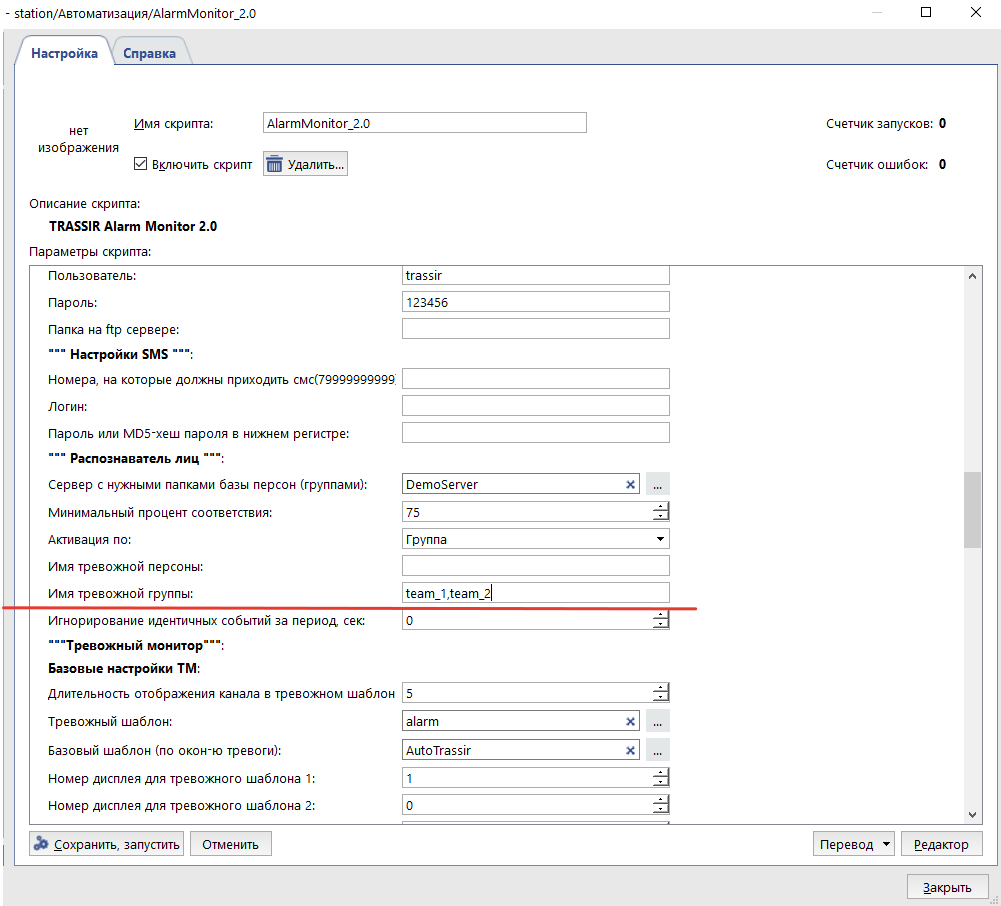 - station/Автоматизация/AlarmMonitor_2.0
Настройка Справка
нет изображения
Имя скрипта: AlarmMonitor_2.0 Счетчик запусков: 0
Включить скрипт Удалить... Счетчик ошибок: 0
Описание скрипта:
TRASSIR Alarm Monitor 2.0
Параметры скрипта:
Пользователь: trassir
Пароль: 123456
Папка на ftp сервере:
""" Настройки SMS """:
Номера, на которые должны приходить смс(79999999999)
Логин:
Пароль или MD5-хеш пароля в нижнем регистре:
""" Распознаватель лиц """:
Сервер с нужными папками базы персон (группами): DemoServer ...
Минимальный процент соответствия: 75
Активация по: Группа
Имя тревожной персоны:
Имя тревожной группы: team_1,team_2
Игнорирование идентичных событий за период, сек: 0
"""Тревожный монитор""":
Базовые настройки ТМ:
Длительность отображения канала в тревожном шаблон 5
Тревожный шаблон: alarm ...
Базовый шаблон (по окон-ю тревоги): AutoTrassir ...
Номер дисплея для тревожного шаблона 1: 1
Номер дисплея для тревожного шаблона 2: 0
Сохранить, запустить Отменить Перевод Редактор
Закрыть